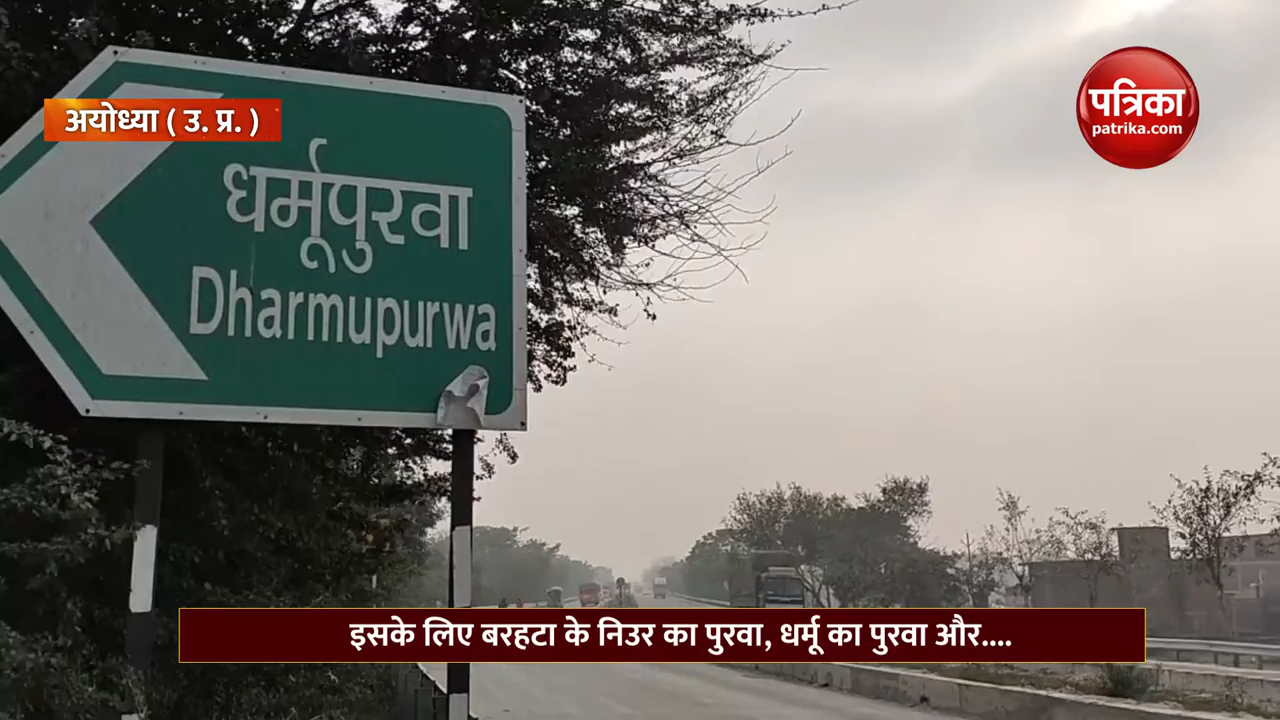 अयोध्या ( उ. प्र. )
पत्रिका
patrika.com
धर्मूपुरवा
Dharmupurwa
इसके लिए बरहटा के निउर का पुरवा, धर्मू का पुरवा और....